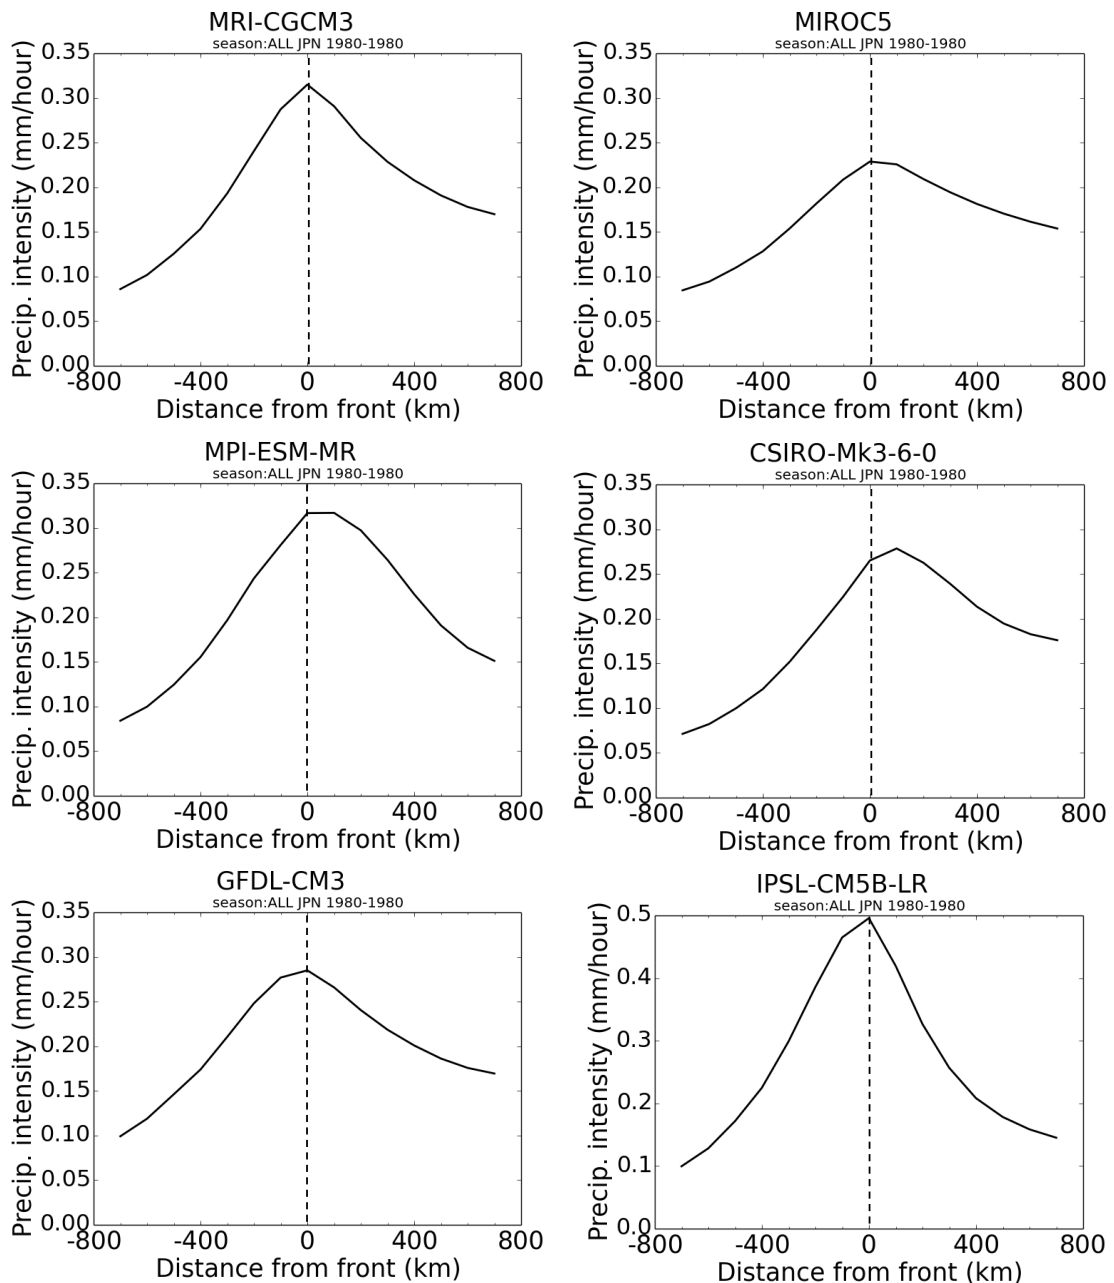 MRI-CGCM3
season:ALL JPN 1980-1980
Precip. intensity (mm/hour)
0.35
0.30
0.25
0.20
0.15
0.10
0.05
0.00
-800 -400 0 400 800
Distance from front (km)
MIROC5
season:ALL JPN 1980-1980
Precip. intensity (mm/hour)
0.35
0.30
0.25
0.20
0.15
0.10
0.05
0.00
-800 -400 0 400 800
Distance from front (km)
MPI-ESM-MR
season:ALL JPN 1980-1980
Precip. intensity (mm/hour)
0.35
0.30
0.25
0.20
0.15
0.10
0.05
0.00
-800 -400 0 400 800
Distance from front (km)
CSIRO-Mk3-6-0
season:ALL JPN 1980-1980
Precip. intensity (mm/hour)
0.35
0.30
0.25
0.20
0.15
0.10
0.05
0.00
-800 -400 0 400 800
Distance from front (km)
GFDL-CM3
season:ALL JPN 1980-1980
Precip. intensity (mm/hour)
0.35
0.30
0.25
0.20
0.15
0.10
0.05
0.00
-800 -400 0 400 800
Distance from front (km)
IPSL-CM5B-LR
season:ALL JPN 1980-1980
Precip. intensity (mm/hour)
0.5
0.4
0.3
0.2
0.1
0.0
-800 -400 0 400 800
Distance from front (km)